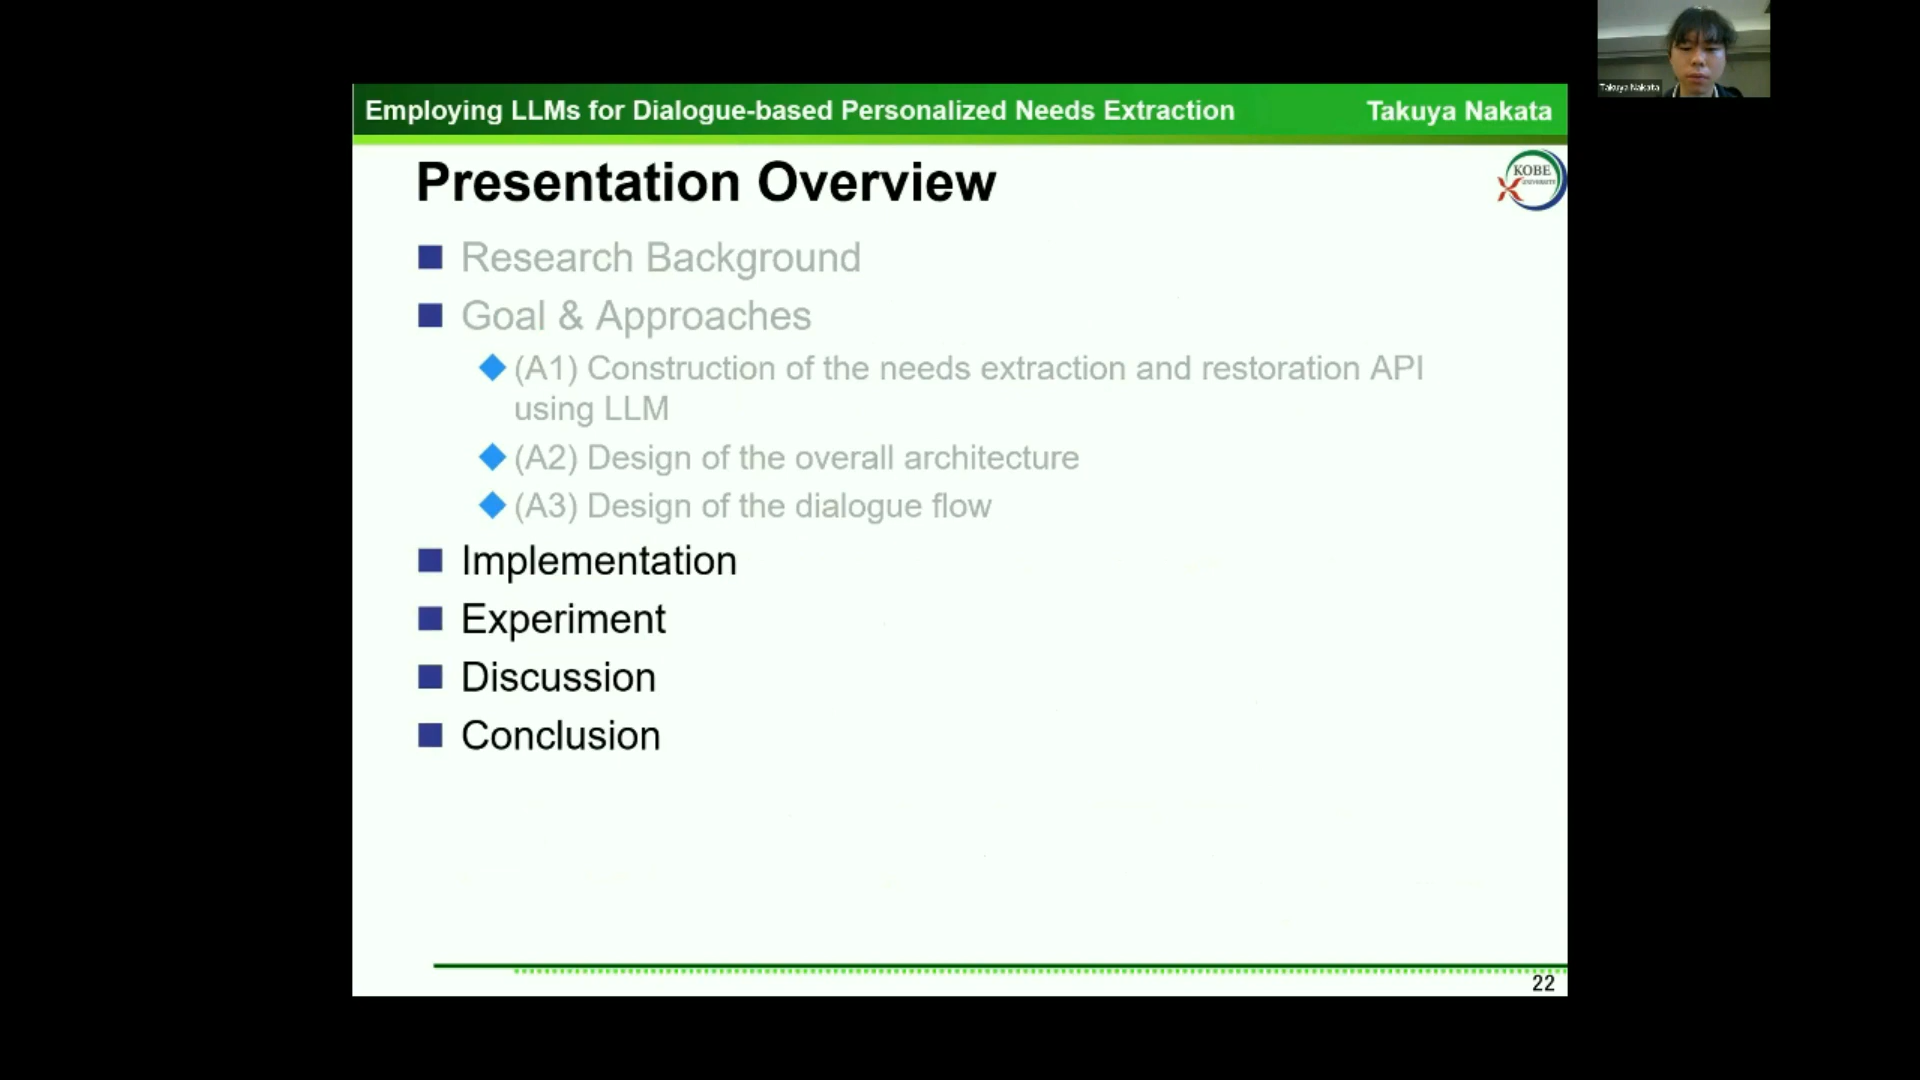 Employing LLMs for Dialogue-based Personalized Needs Extraction
Takuya Nakata
Takuya Nakata
Presentation Overview
KOBE
UNIVERSITY
Research Background
Goal & Approaches
(A1) Construction of the needs extraction and restoration API
using LLM
(A2) Design of the overall architecture
(A3) Design of the dialogue flow
Implementation
Experiment
Discussion
Conclusion
22